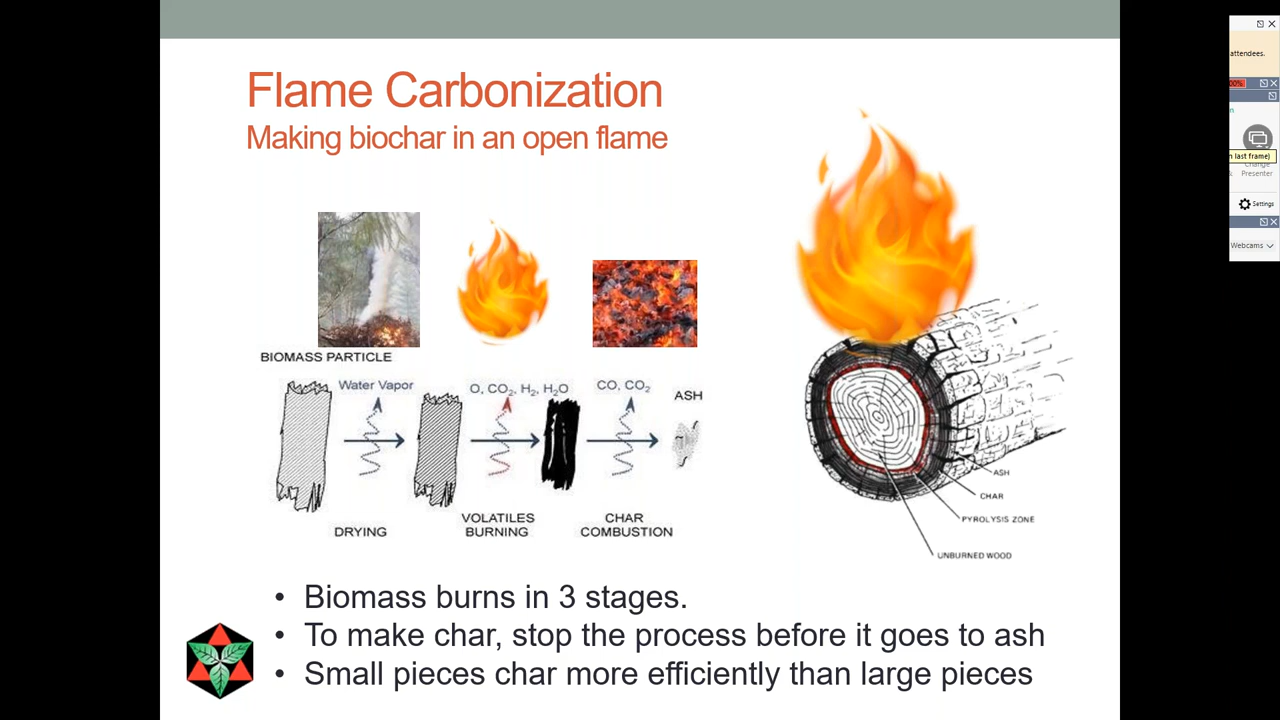 Flame Carbonization
Making biochar in an open flame
BIOMASS PARTICLE
Water Vapor
O, CO2, H2, H2O
CO, CO2
ASH
DRYING
VOLATILES
BURNING
CHAR
COMBUSTION
ASH
CHAR
PYROLYSIS ZONE
UNBURNED WOOD
• Biomass burns in 3 stages.
• To make char, stop the process before it goes to ash
• Small pieces char more efficiently than large pieces
attendees.
last frame)
Change
Presenter
Settings
Webcams